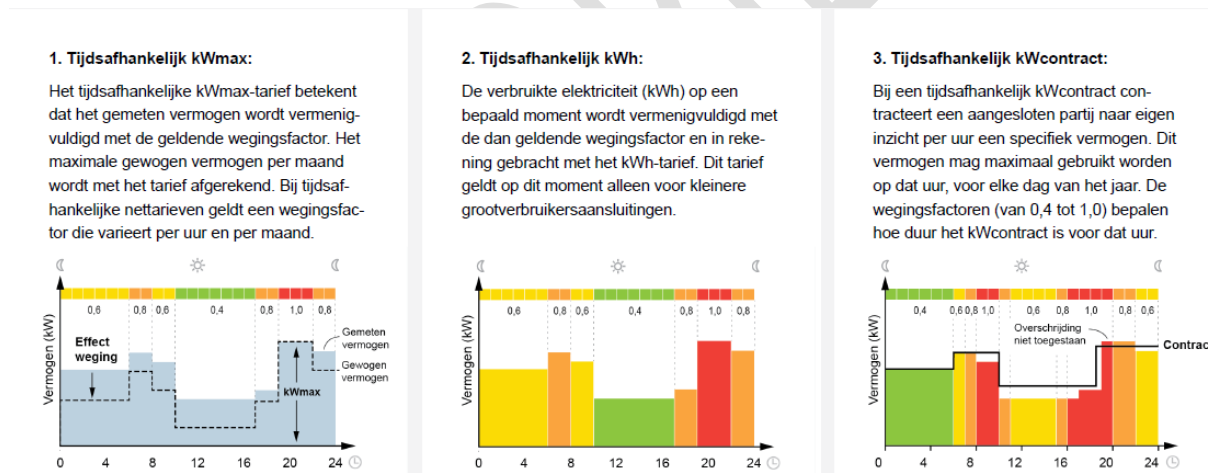 1. Tijdsafhankelijk kWmax:
Het tijdsafhankelijke kWmax-tarief betekent
dat het gemeten vermogen wordt vermenig-
vuldigd met de geldende wegingsfactor. Het
maximale gewogen vermogen per maand
wordt met het tarief afgerekend. Bij tijdsaf-
hankelijke nettarieven geldt een wegingsfac-
tor die varieert per uur en per maand.
0,6 0,8 0,6 0,4 0,8 1,0 0,8
Vermogen (kW)
Effect
weging
kWmax
Gemeten
vermogen
Gewogen
vermogen
0 4 8 12 16 20 24
2. Tijdsafhankelijk kWh:
De verbruikte elektriciteit (kWh) op een
bepaald moment wordt vermenigvuldigd met
de dan geldende wegingsfactor en in reke-
ning gebracht met het kWh-tarief. Dit tarief
geldt op dit moment alleen voor kleinere
grootverbruikersaansluitingen.
0,6 0,8 0,6 0,4 0,8 1,0 0,8
Vermogen (kW)
0 4 8 12 16 20 24
3. Tijdsafhankelijk kWcontract:
Bij een tijdsafhankelijk kWcontract con-
tracteert een aangesloten partij naar eigen
inzicht per uur een specifiek vermogen. Dit
vermogen mag maximaal gebruikt worden
op dat uur, voor elke dag van het jaar. De
wegingsfactoren (van 0,4 tot 1,0) bepalen
hoe duur het kWcontract is voor dat uur.
0,4 0,6 0,8 1,0 0,6 0,8 1,0 0,8 0,6
Vermogen (kW)
Overschrijding
niet toegestaan
Contrac
0 4 8 12 16 20 24